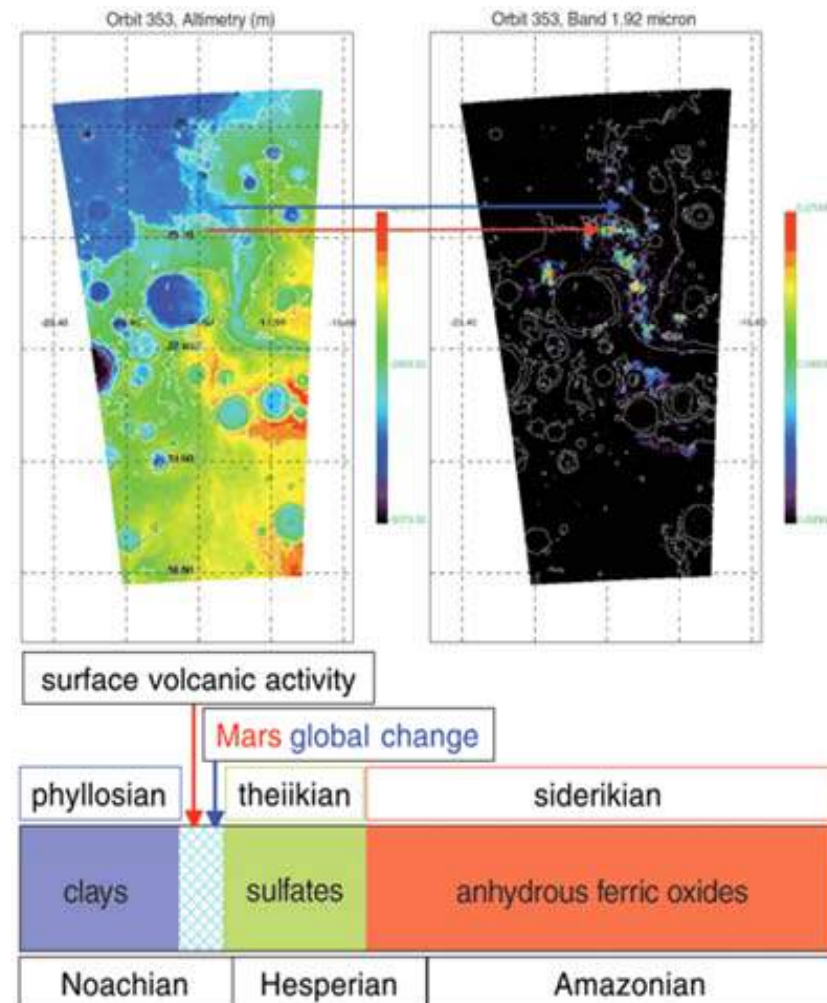 Orbit 353, Altimetry (m)
Orbit 353, Band 1.92 micron
surface volcanic activity
Mars global change
phyllosian
theiikian
siderikian
clays
sulfates
anhydrous ferric oxides
Noachian
Hesperian
Amazonian